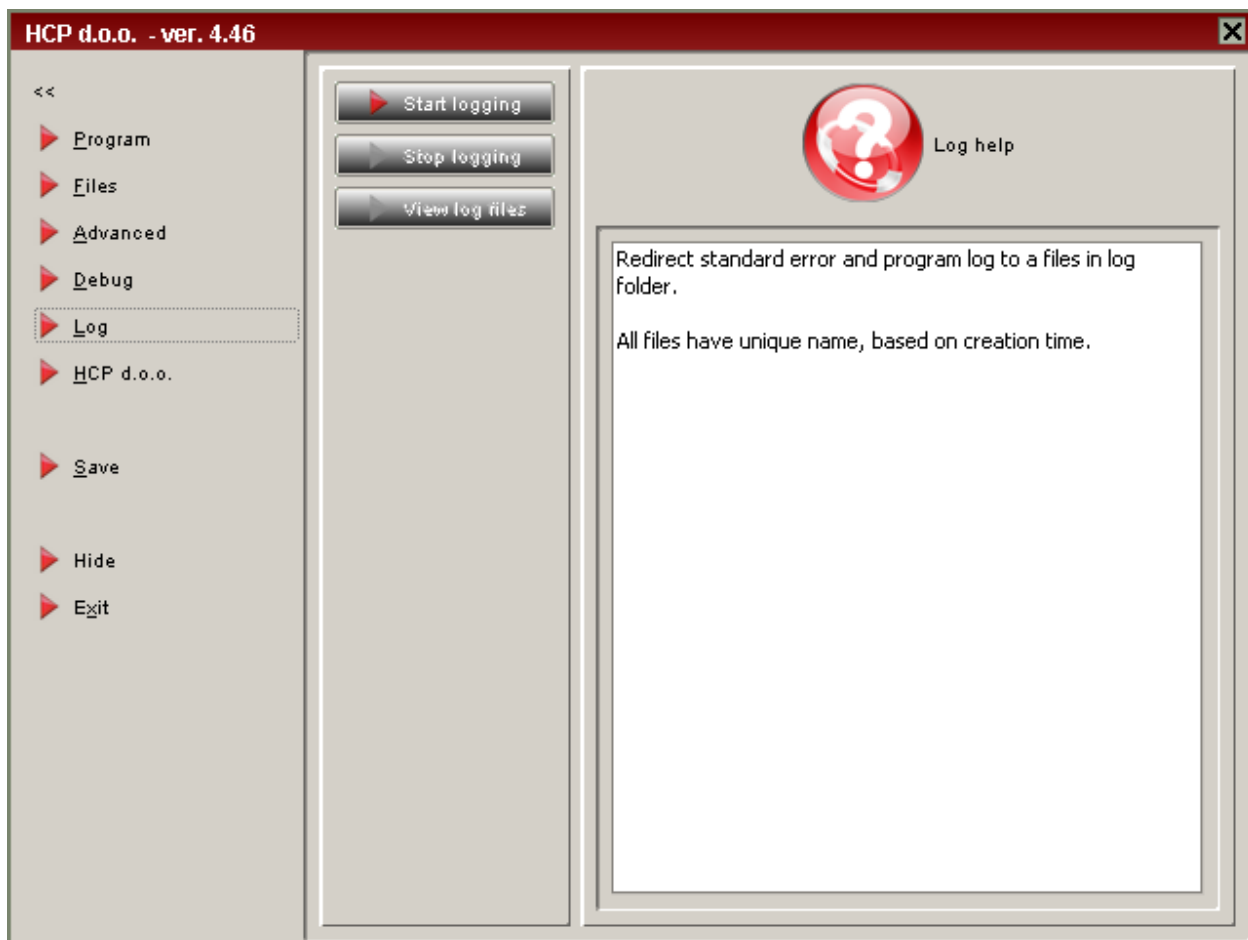 HCP d.o.o. - ver. 4.46
<<
Program
Files
Advanced
Debug
Log
HCP d.o.o.
Save
Hide
Exit
Start logging
Stop logging
View log files
Log help
Redirect standard error and program log to a files in log
folder.
All files have unique name, based on creation time.